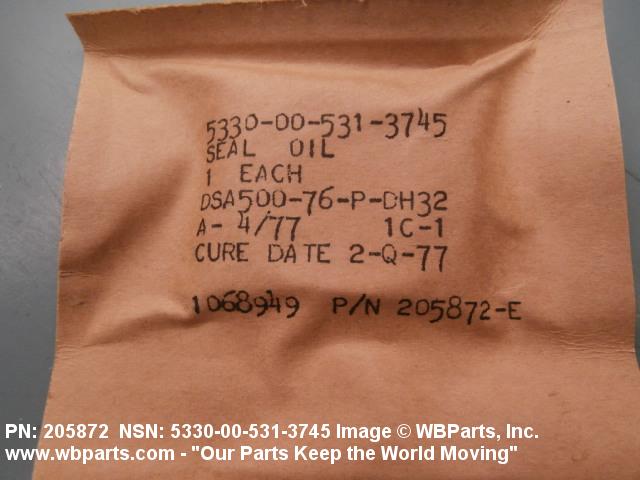 5330-00-531-3745
SEAL OIL
1 EACH
DSA500-76-P-DH32
A- 4/77 1C-1
CURE DATE 2-Q-77
1068949 P/N 205872-E
PN: 205872 NSN: 5330-00-531-3745 Image © WBParts, Inc.
www.wbparts.com - "Our Parts Keep the World Moving"